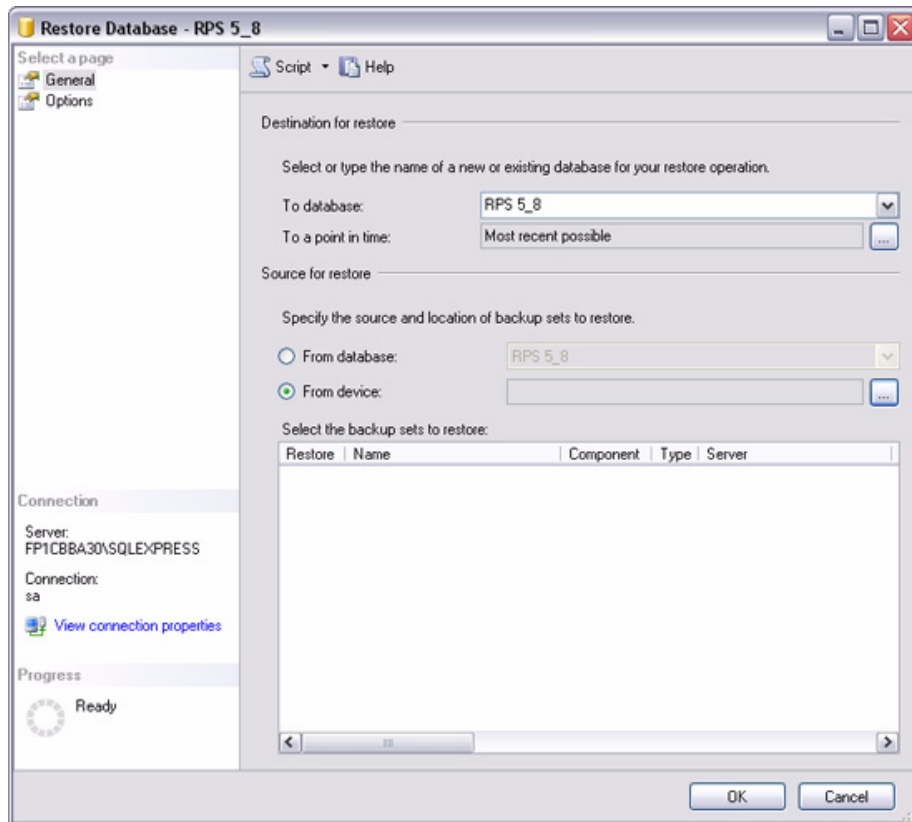 Restore Database - RPS 5_8
Select a page
General
Options
Script Help
Destination for restore
Select or type the name of a new or existing database for your restore operation.
To database: RPS 5_8
To a point in time: Most recent possible ...
Source for restore
Specify the source and location of backup sets to restore.
From database: RPS 5_8
From device: ...
Select the backup sets to restore:
Restore Name Component Type Server
Connection
Server:
FP1CBBA30\SQLEXPRESS
Connection:
sa
View connection properties
Progress
Ready
OK Cancel